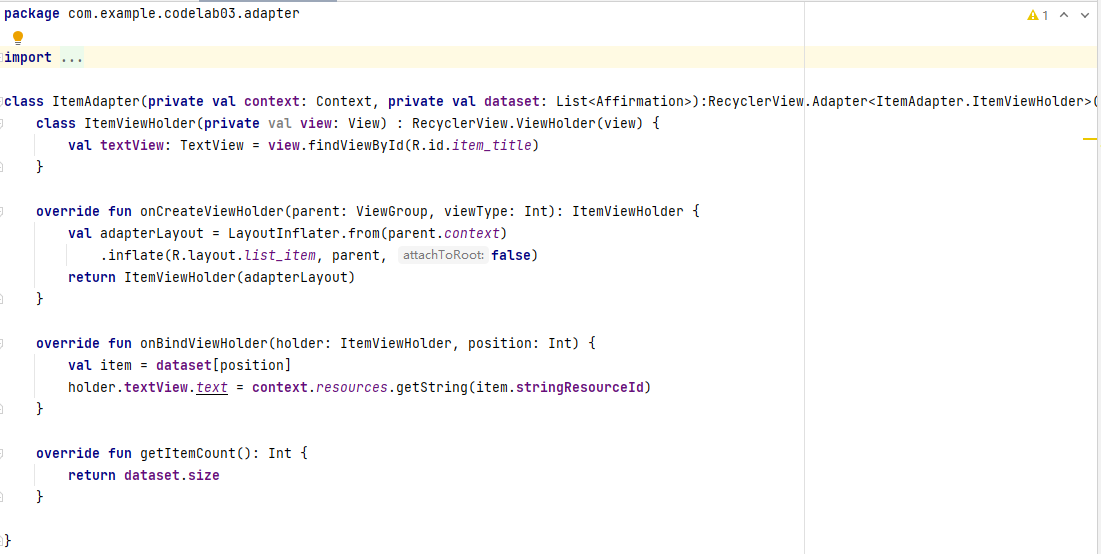 package com.example.codelab03.adapter
1
import ...
class ItemAdapter(private val context: Context, private val dataset: List<Affirmation>):RecyclerView.Adapter<ItemAdapter.ItemViewHolder>(
    class ItemViewHolder(private val view: View) : RecyclerView.ViewHolder(view) {
        val textView: TextView = view.findViewById(R.id.item_title)
    }
    override fun onCreateViewHolder(parent: ViewGroup, viewType: Int): ItemViewHolder {
        val adapterLayout = LayoutInflater.from(parent.context)
            .inflate(R.layout.list_item, parent, attachToRoot: false)
        return ItemViewHolder(adapterLayout)
    }
    override fun onBindViewHolder(holder: ItemViewHolder, position: Int) {
        val item = dataset[position]
        holder.textView.text = context.resources.getString(item.stringResourceId)
    }
    override fun getItemCount(): Int {
        return dataset.size
    }
}